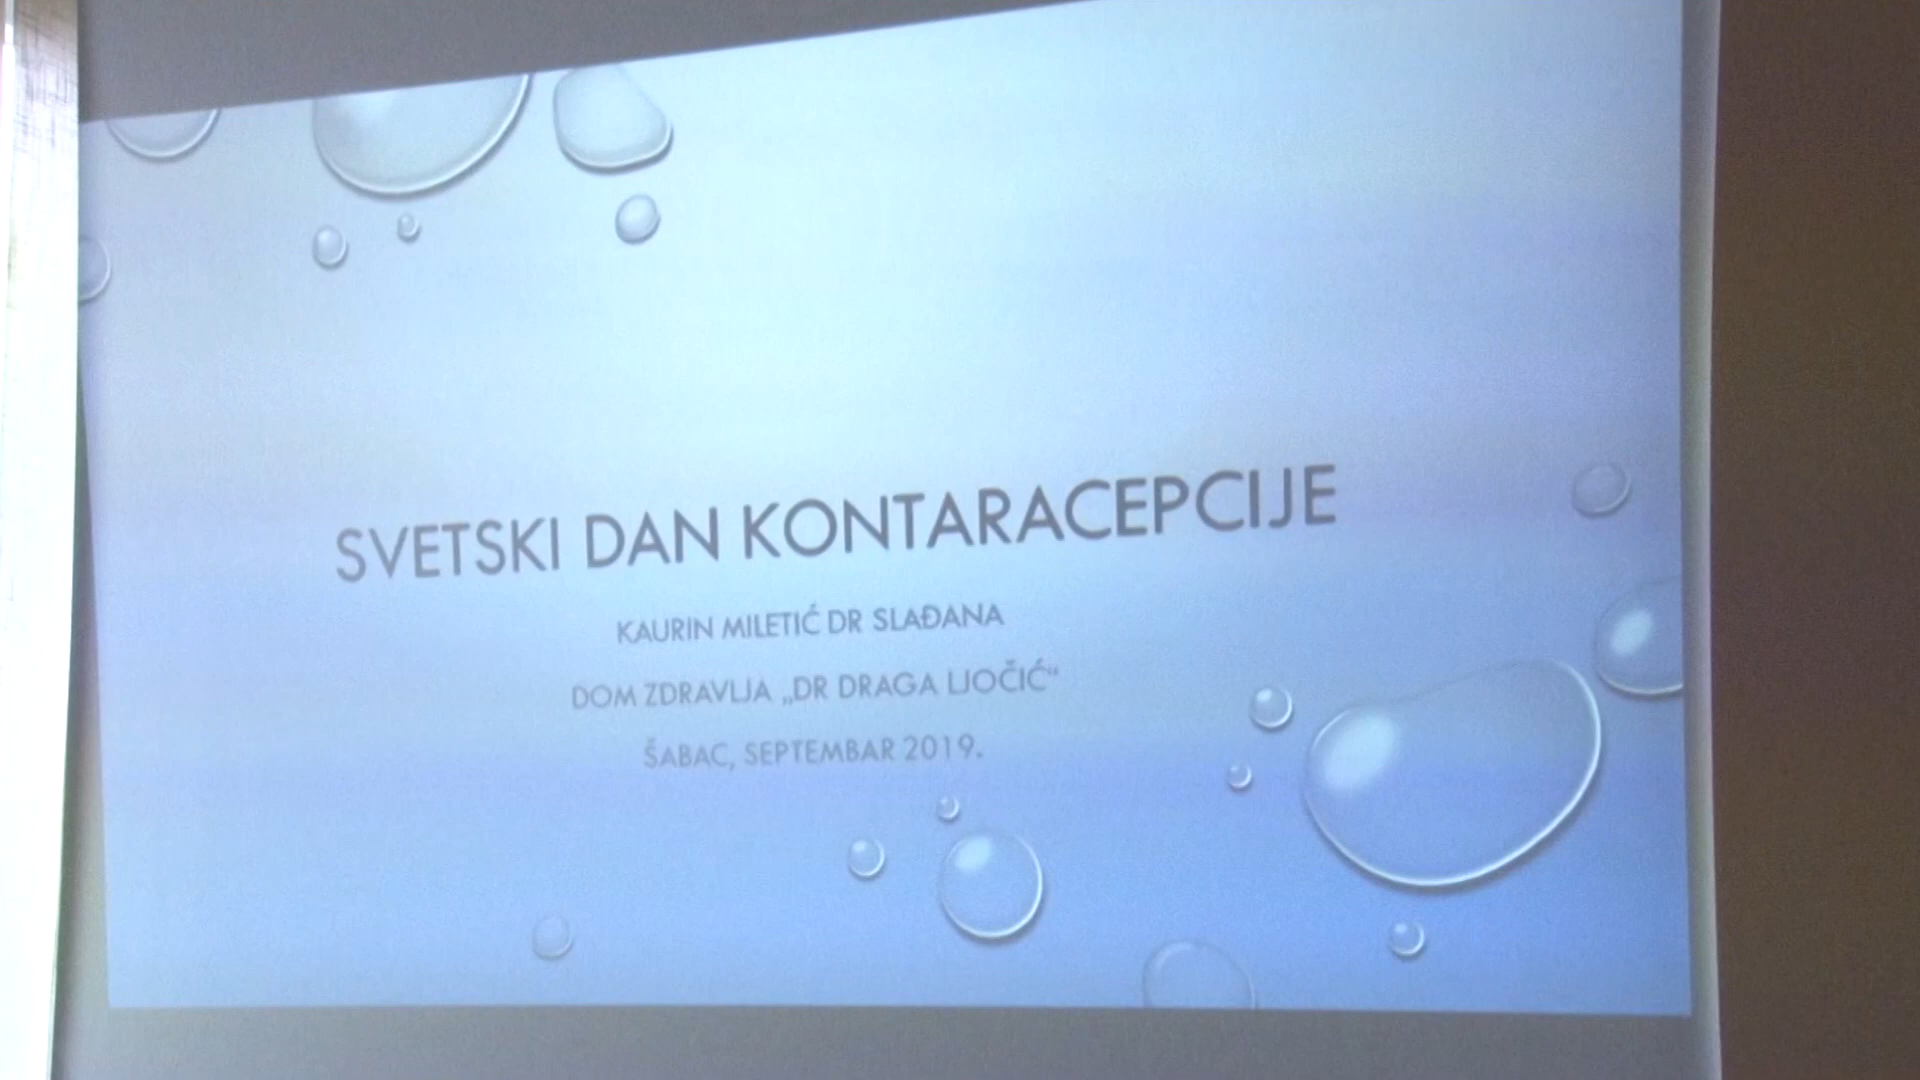 SVETSKI DAN KONTARACEPCIJE
KAURIN MILETIĆ DR SLAĐANA
DOM ZDRAVLJA „DR DRAGA LJOČIĆ“
ŠABAC, SEPTEMBAR 2019.